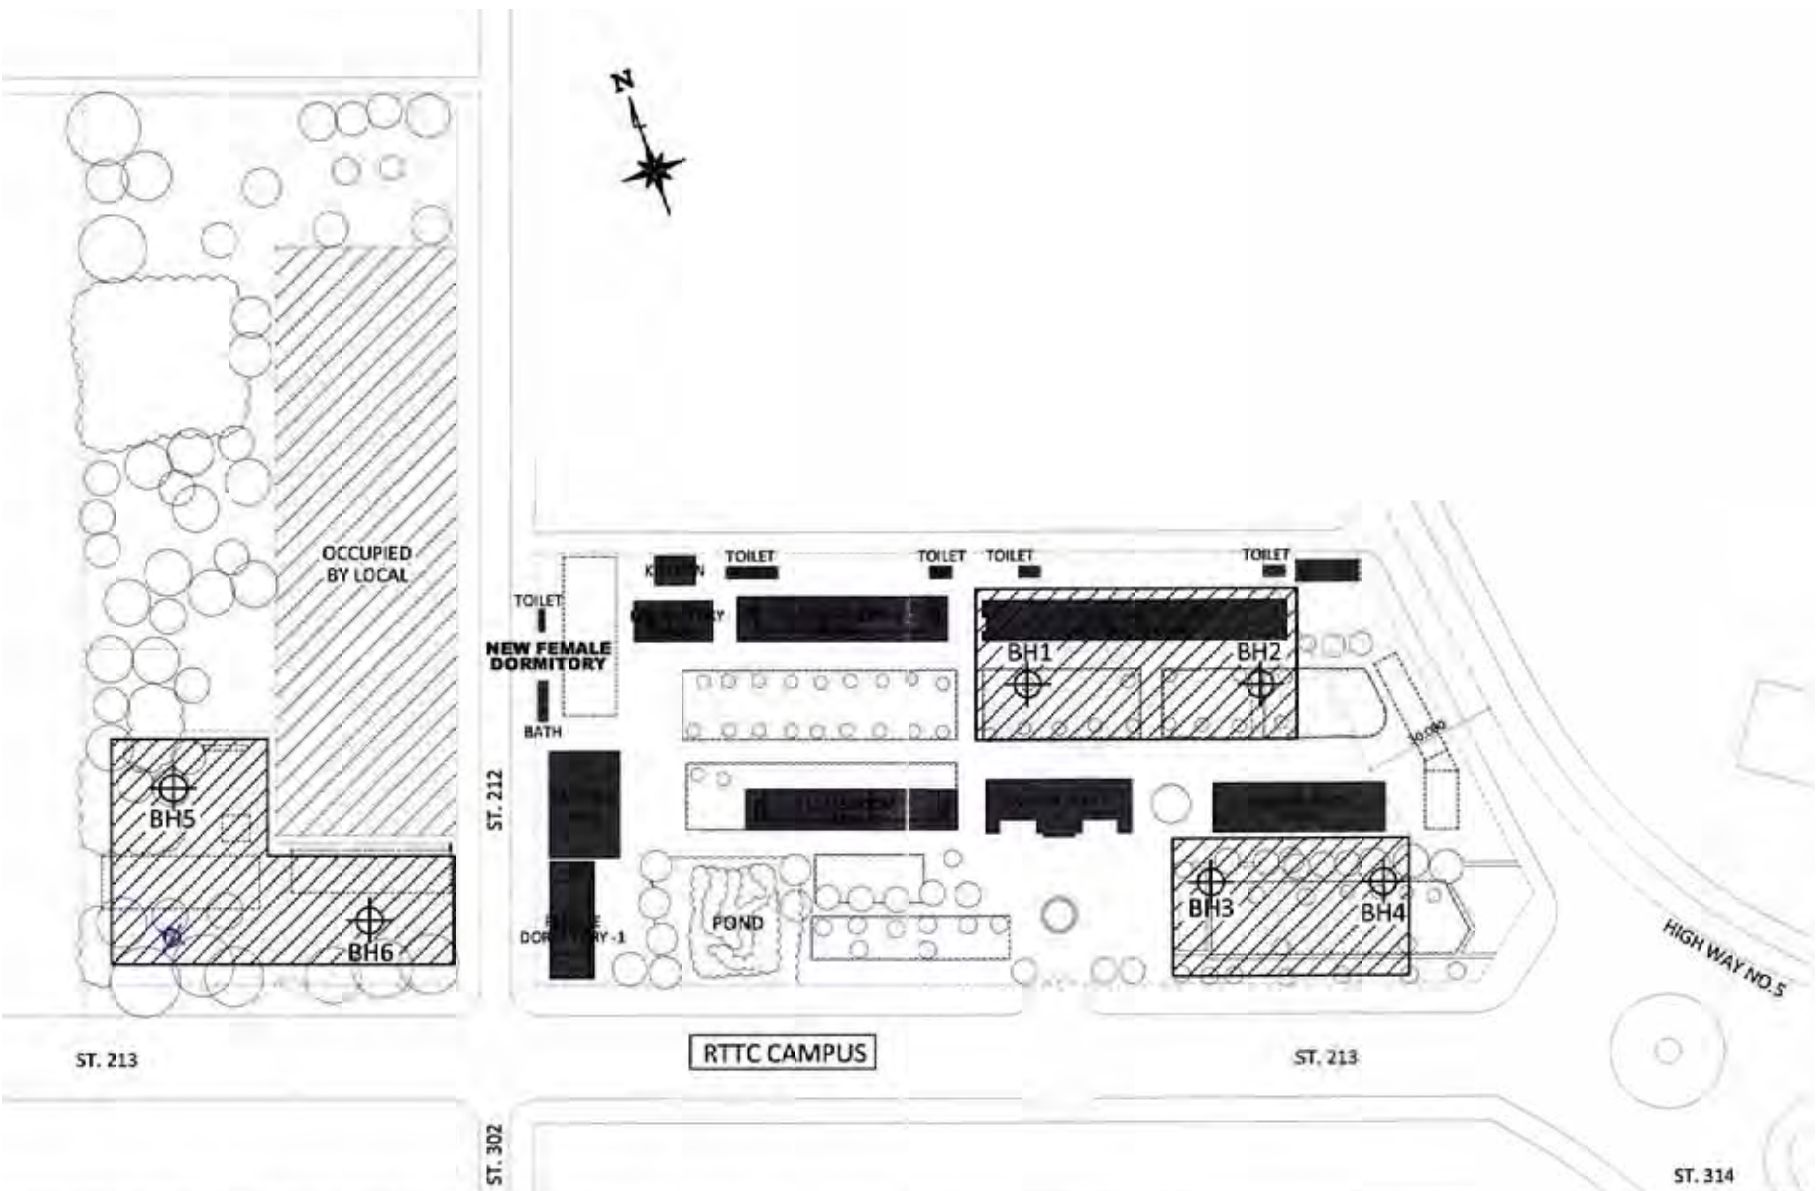 N
OCCUPIED
BY LOCAL
TOILET
TOILET
TOILET
TOILET
TOILET
NEW FEMALE
DORMITORY
BATH
BH1
BH2
BH5
BH6
ST. 212
POND
DORMITORY -1
BH3
BH4
HIGH WAY NO.5
ST. 213
RTTC CAMPUS
ST. 213
ST. 302
ST. 314